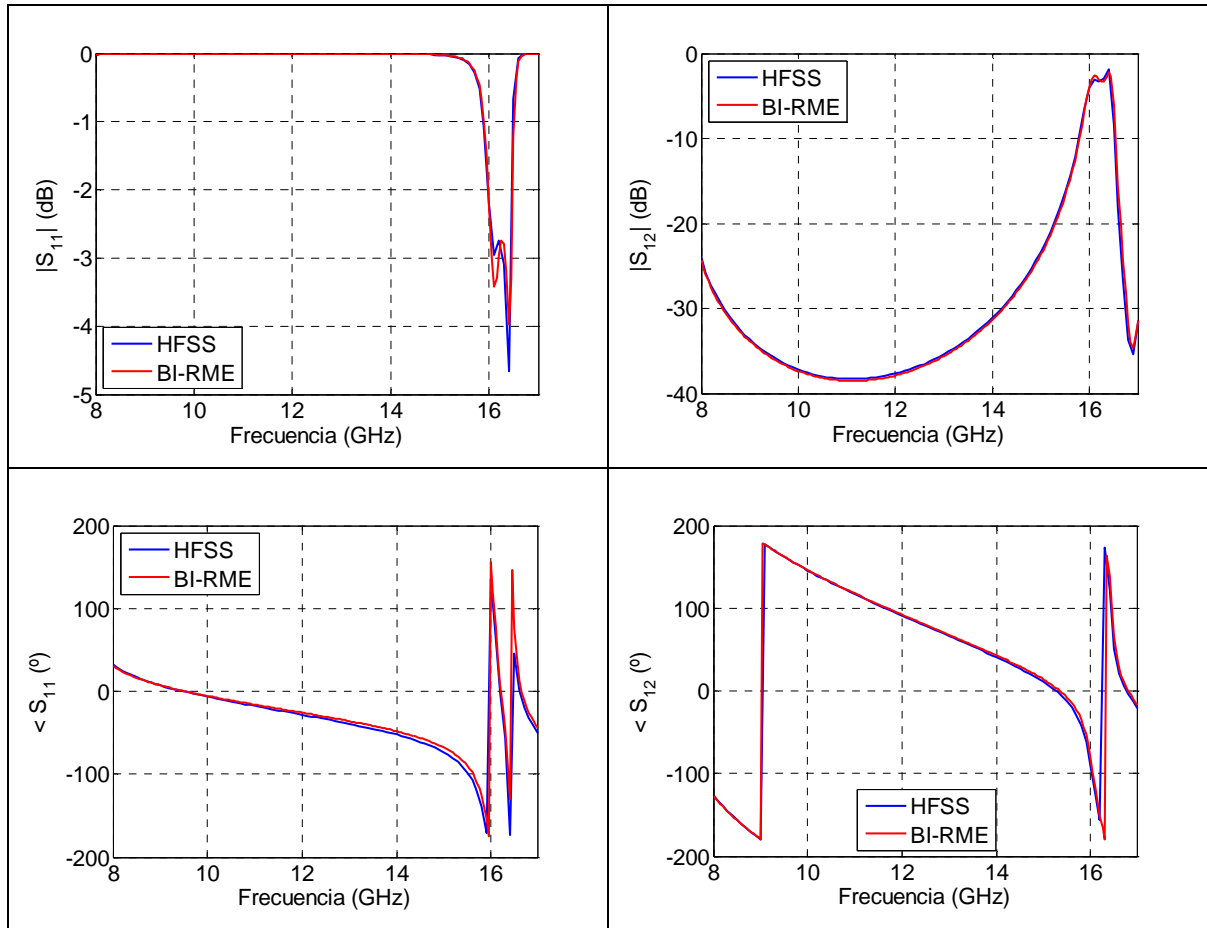 0
-1
-2
-3
-4
-5
8
10
12
14
16
|S11| (dB)
Frecuencia (GHz)
HFSS
BI-RME
0
-10
-20
-30
-40
8
10
12
14
16
|S12| (dB)
Frecuencia (GHz)
HFSS
BI-RME
200
100
0
-100
-200
8
10
12
14
16
< S11 (º)
Frecuencia (GHz)
HFSS
BI-RME
200
100
0
-100
-200
8
10
12
14
16
< S12 (º)
Frecuencia (GHz)
HFSS
BI-RME